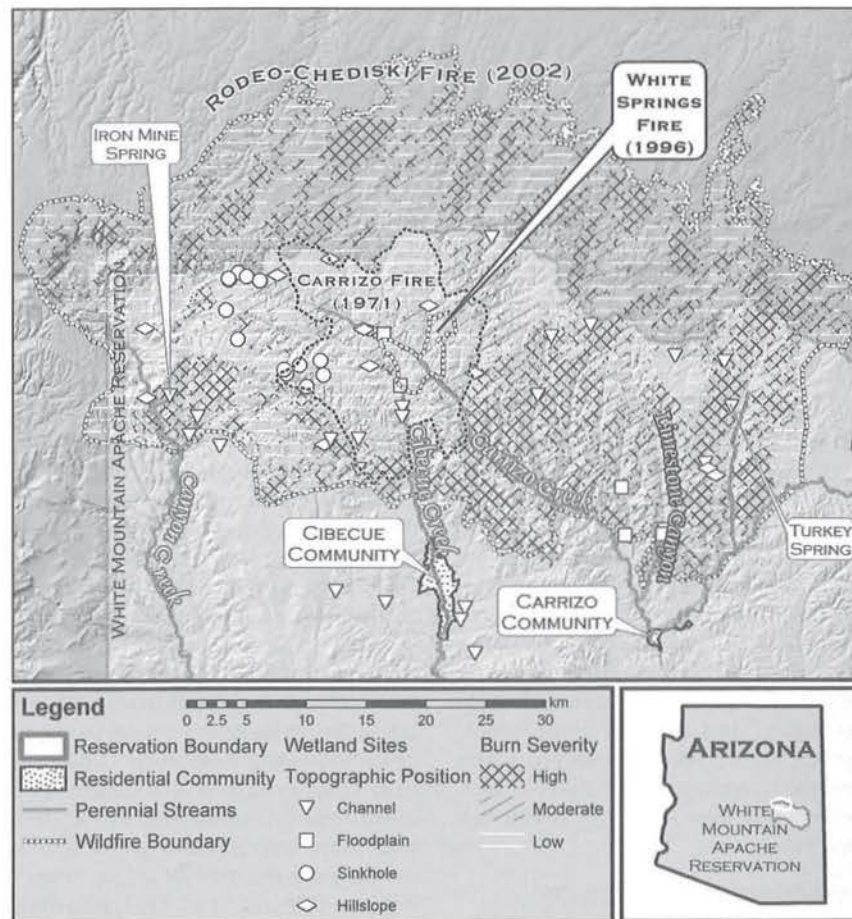 RODEO-CHEDISKI FIRE (2002)
WHITE
SPRINGS
FIRE
(1996)
IRON MINE
SPRING
CARRIZO FIRE
(1971)
WHITE MOUNTAIN APACHE RESERVATION
Canyon Creek
Cibecue Creek
Carrizo Creek
Limestone Canyon
CIBECUE
COMMUNITY
TURKEY
SPRING
CARRIZO
COMMUNITY
Legend
0 2.5 5 10 15 20 25 30
km
Reservation Boundary
Residential Community
Perennial Streams
Wildfire Boundary
Wetland Sites
Topographic Position
Channel
Floodplain
Sinkhole
Hillslope
Burn Severity
High
Moderate
Low
ARIZONA
WHITE
MOUNTAIN
APACHE
RESERVATION